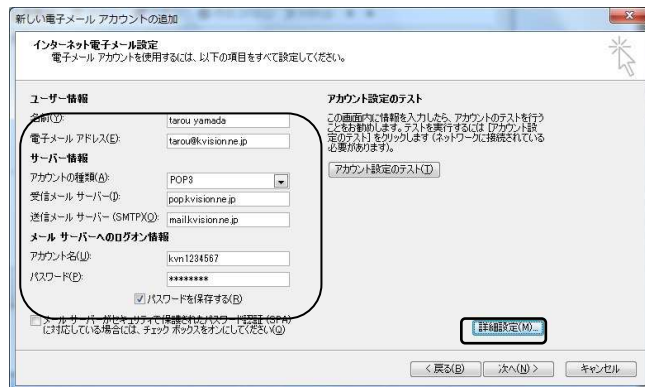 新しい電子メール アカウントの追加
インターネット電子メール設定
電子メール アカウントを使用するには、以下の項目をすべて設定してください。
ユーザー情報
名前(Y):
tarou yamada
電子メール アドレス(E):
tarou@kvision.ne.jp
サーバー情報
アカウントの種類(A):
POP3
受信メール サーバー(I):
pop.kvision.ne.jp
送信メール サーバー (SMTP)(O):
mail.kvision.ne.jp
メール サーバーへのログオン情報
アカウント名(U):
kvn1234567
パスワード(P):
********
パスワードを保存する(R)
メール サーバーがセキュリティで保護されたパスワード認証 (SPA)
に対応している場合には、チェック ボックスをオンにしてください(Q)
アカウント設定のテスト
この画面内に情報を入力したら、アカウントのテストを行う
ことをお勧めします。テストを実行するには [アカウント設
定のテスト] をクリックします (ネットワークに接続されている
必要があります)。
アカウント設定のテスト(T)
詳細設定(M)...
< 戻る(B)
次へ(N) >
キャンセル